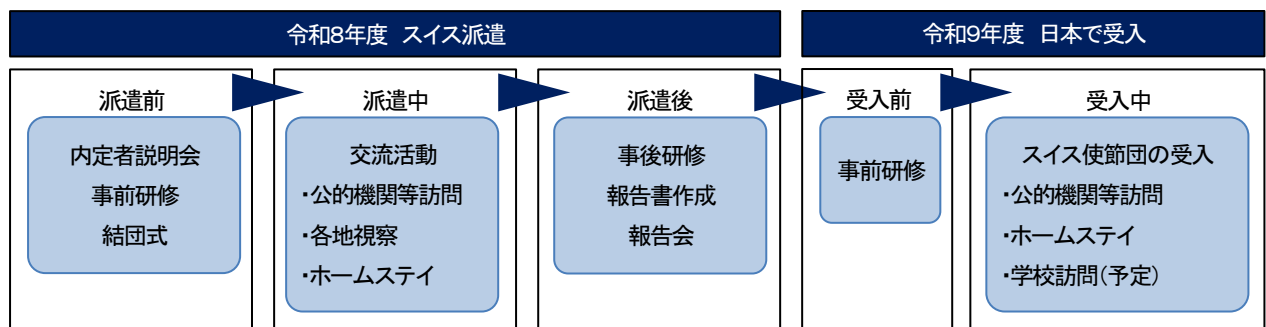 令和8年度 スイス派遣
令和9年度 日本で受入
派遣前
内定者説明会
事前研修
結団式
派遣中
交流活動
・公的機関等訪問
・各地視察
・ホームステイ
派遣後
事後研修
報告書作成
報告会
受入前
事前研修
受入中
スイス使節団の受入
・公的機関等訪問
・ホームステイ
・学校訪問(予定)